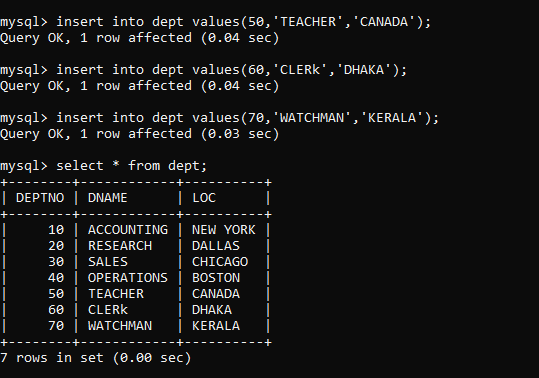 mysql> insert into dept values(50,'TEACHER','CANADA');
Query OK, 1 row affected (0.04 sec)
mysql> insert into dept values(60,'CLERk','DHAKA');
Query OK, 1 row affected (0.04 sec)
mysql> insert into dept values(70,'WATCHMAN','KERALA');
Query OK, 1 row affected (0.03 sec)
mysql> select * from dept;
+--------+------------+----------+
| DEPTNO | DNAME      | LOC      |
+--------+------------+----------+
|     10 | ACCOUNTING | NEW YORK |
|     20 | RESEARCH   | DALLAS   |
|     30 | SALES      | CHICAGO  |
|     40 | OPERATIONS | BOSTON   |
|     50 | TEACHER    | CANADA   |
|     60 | CLERk      | DHAKA    |
|     70 | WATCHMAN   | KERALA   |
+--------+------------+----------+
7 rows in set (0.00 sec)